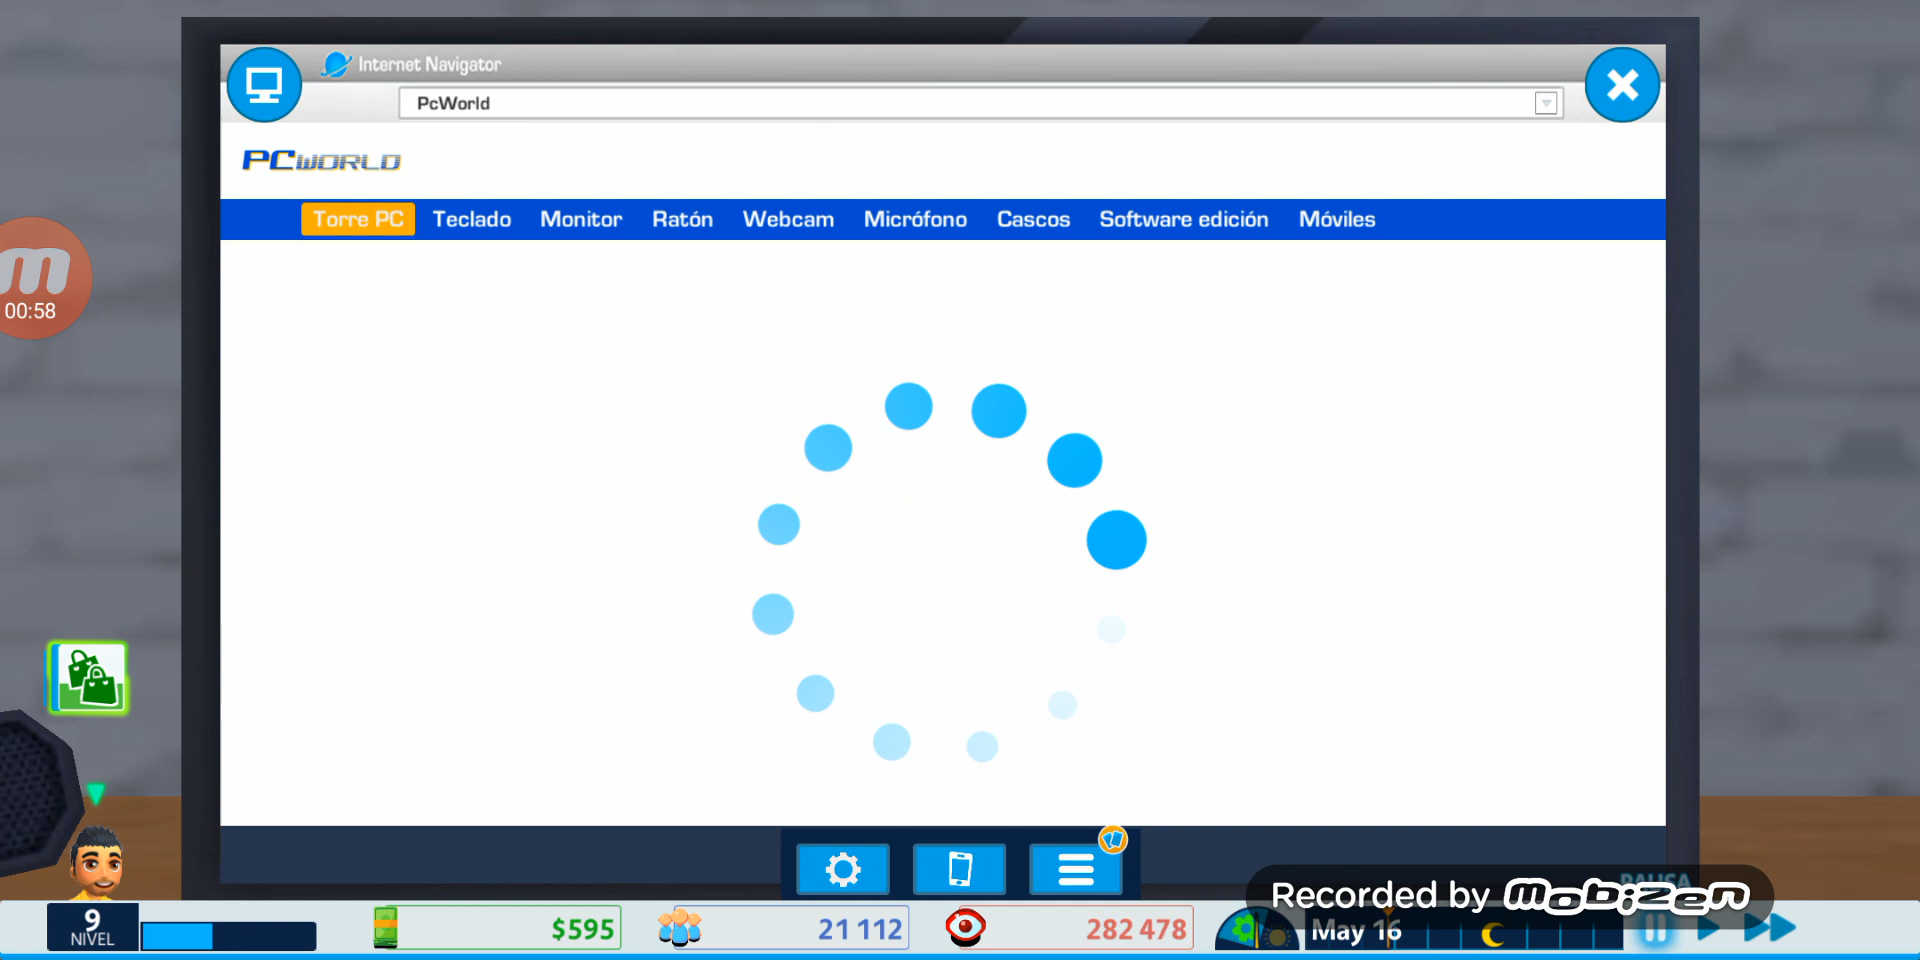 Internet Navigator
PcWorld
PCWORLD
Torre PC Teclado Monitor Ratón Webcam Micrófono Cascos Software edición Móviles
00:58
PAUSA
Recorded by mobizen
9
NIVEL
$595
21 112
282 478
May 16